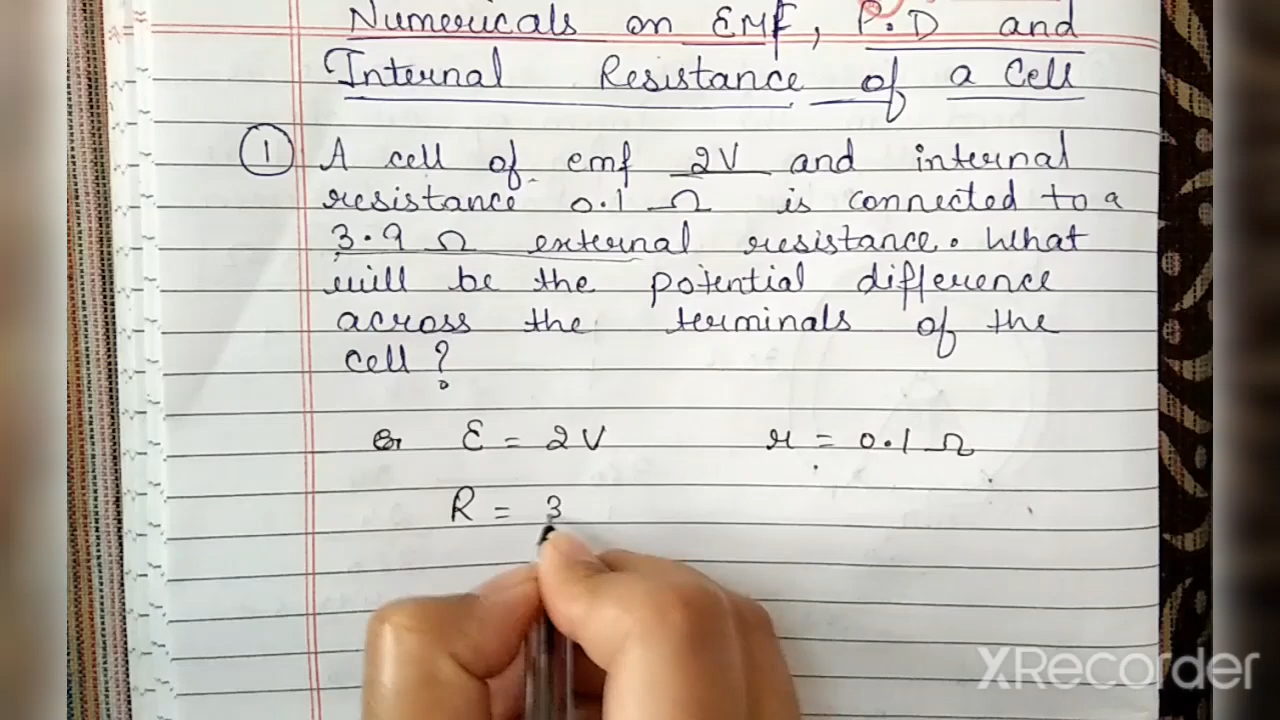 Numericals on EMF, P.D and
Internal Resistance of a Cell
1 A cell of emf 2V and internal
resistance 0.1 Ω is connected to a
3.9 Ω external resistance. What
will be the potential difference
across the terminals of the
cell?
Ɛ = 2V r = 0.1 Ω
R = 3
XRecorder